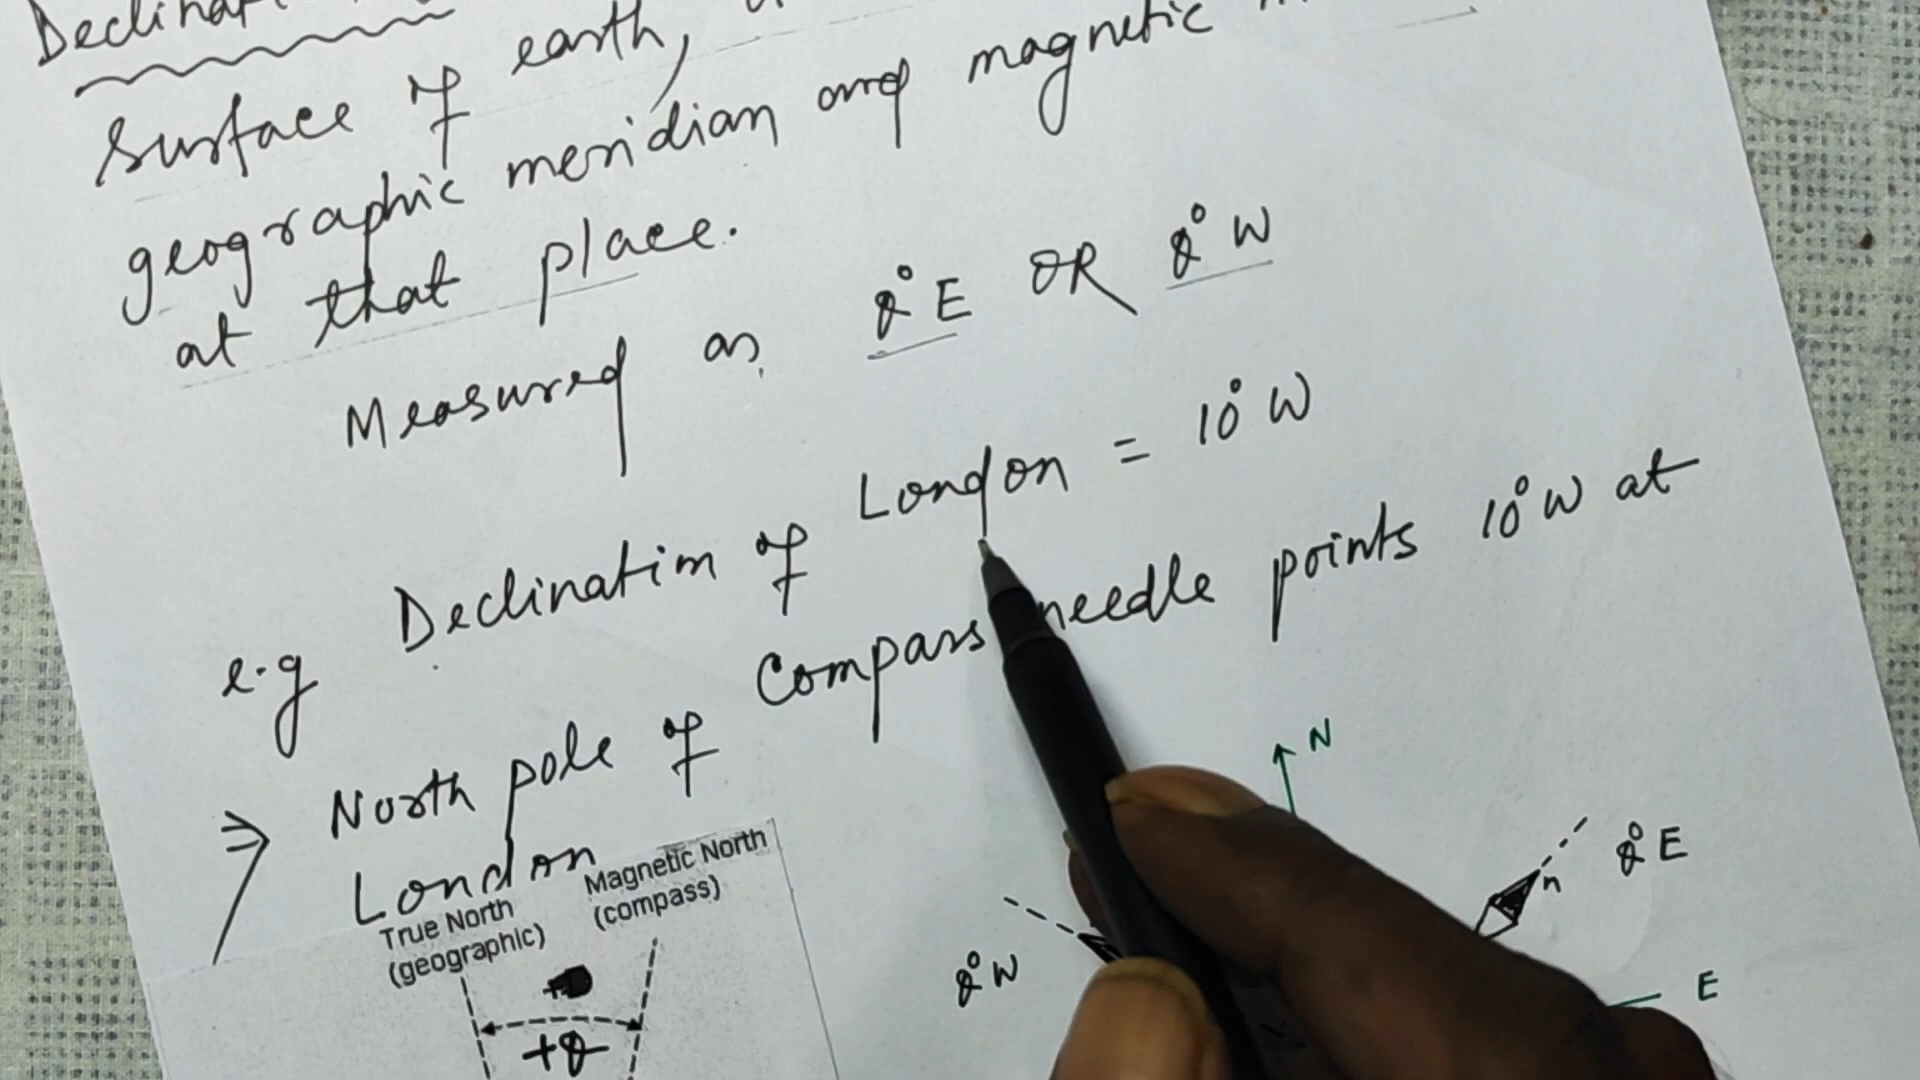 surface of earth,
geographic meridian and magnetic
at that place.
Measured as θ°E OR θ°W
e.g Declination of London = 10°W
⇒ North pole of Compass needle points 10°W at
London
True North
(geographic)
Magnetic North
(compass)
+θ
N
n
θ°E
θ°W
E